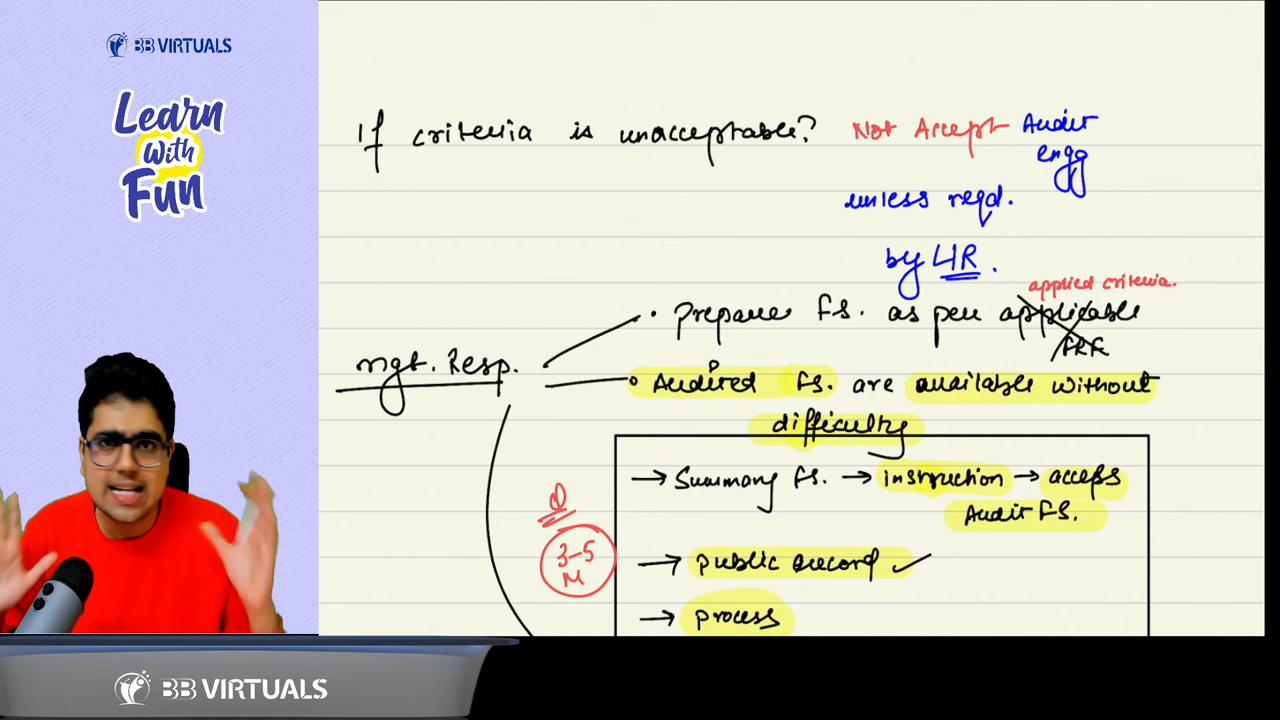 BB VIRTUALS
Learn
With
Fun
If criteria is unacceptable? Not Accept Audit
engg
unless reqd.
by L/R.
applied criteria.
• Prepare FS. as per applicable
FRF
Mgt. Resp.
• Audited FS. are available without
difficulty
→ Summary FS. → instruction → access
Audit FS.
Q
3-5
M
→ public record ✓
→ process
BB VIRTUALS